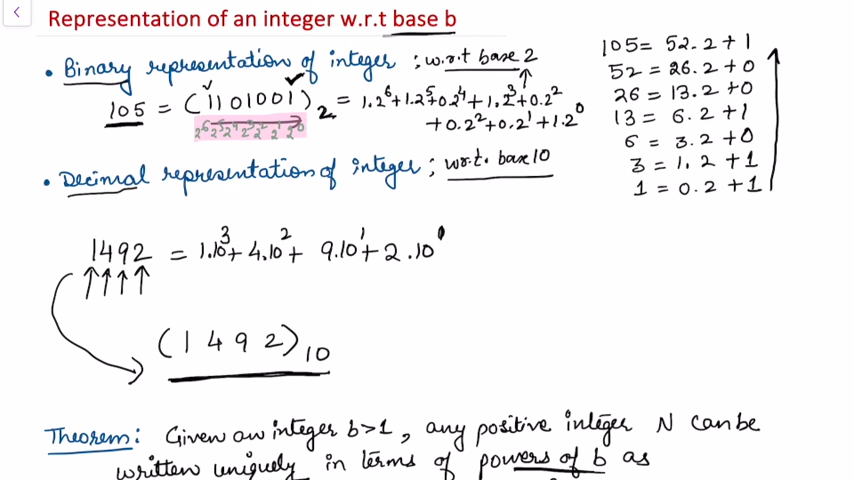 Representation of an integer w.r.t base b
• Binary representation of integer ; w.r.t base 2
105 = (1101001)₂ = 1.2⁶+1.2⁵+0.2⁴+1.2³+0.2²
+0.2²+0.2¹+1.2⁰
2⁶2⁵2⁴2³2²2¹2⁰
105= 52.2+1
52 = 26.2+0
26 = 13.2+0
13 = 6.2+1
6 = 3.2+0
3 = 1.2+1
1 = 0.2+1
• Decimal representation of integer ; w.r.t. base 10
1492 = 1.10³+ 4.10²+ 9.10¹+ 2.10⁰
(1 4 9 2)₁₀
Theorem: Given an integer b>1, any positive integer N can be
written uniquely in terms of powers of b as